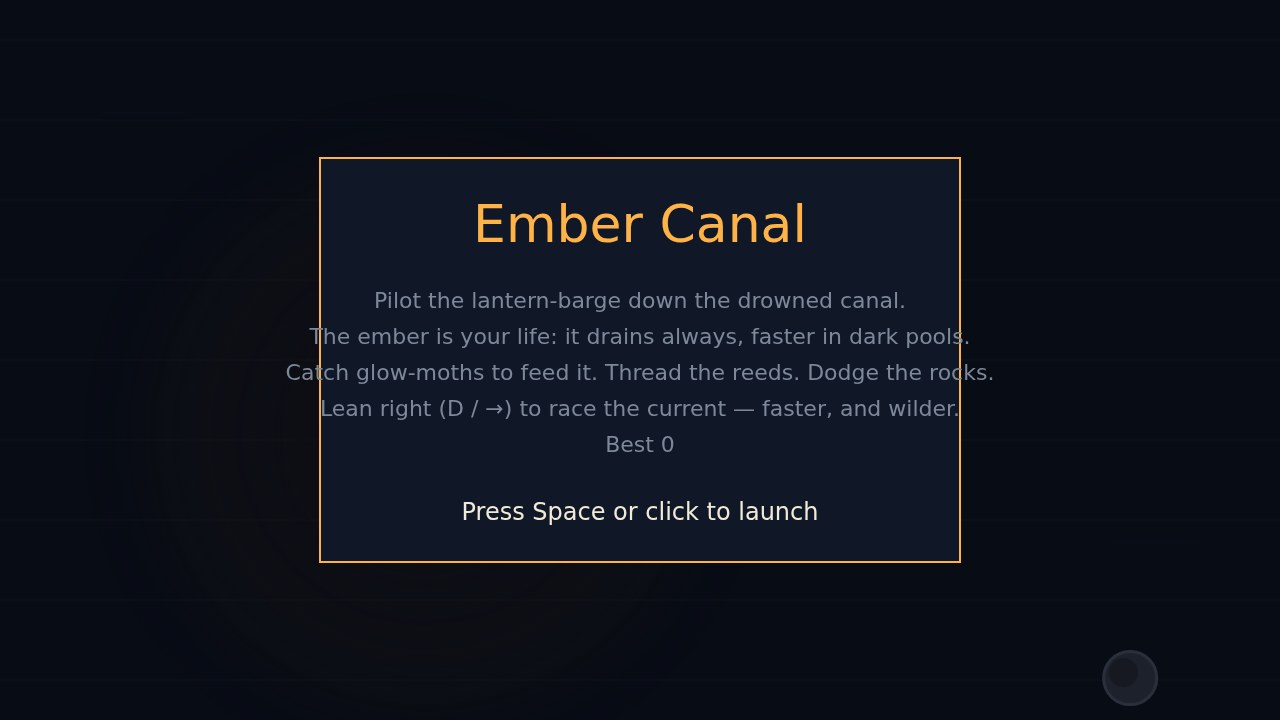 Ember Canal
Pilot the lantern-barge down the drowned canal.
The ember is your life: it drains always, faster in dark pools.
Catch glow-moths to feed it. Thread the reeds. Dodge the rocks.
Lean right (D / →) to race the current — faster, and wilder.
Best 0
Press Space or click to launch